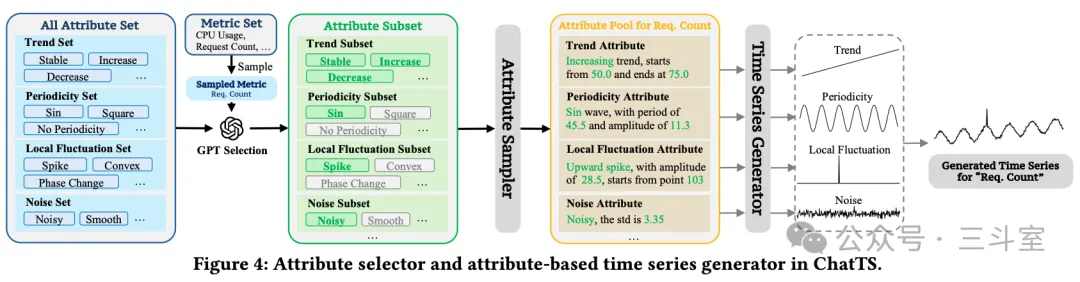 All Attribute Set
Trend Set
Stable
Increase
Decrease
...
Periodicity Set
Sin
Square
No Periodicity
...
Local Fluctuation Set
Spike
Convex
Phase Change
...
Noise Set
Noisy
Smooth
...
Metric Set
CPU Usage,
Request Count, ...
Sample
Sampled Metric
Req. Count
GPT Selection
Attribute Subset
Trend Subset
Stable
Increase
Decrease
...
Periodicity Subset
Sin
Square
No Periodicity
...
Local Fluctuation Subset
Spike
Convex
Phase Change
...
Noise Subset
Noisy
Smooth
...
...
Attribute Sampler
Attribute Pool for Req. Count
Trend Attribute
Increasing trend, starts
from 50.0 and ends at 75.0
Periodicity Attribute
Sin wave, with period of
45.5 and amplitude of 11.3
Local Fluctuation Attribute
Upward spike, with amplitude
of 28.5, starts from point 103
Noise Attribute
Noisy, the std is 3.35
...
Time Series Generator
Trend
Periodicity
Local Fluctuation
Noise
Generated Time Series
for "Req. Count"
公众号 · 三斗室
Figure 4: Attribute selector and attribute-based time series generator in ChatTS.